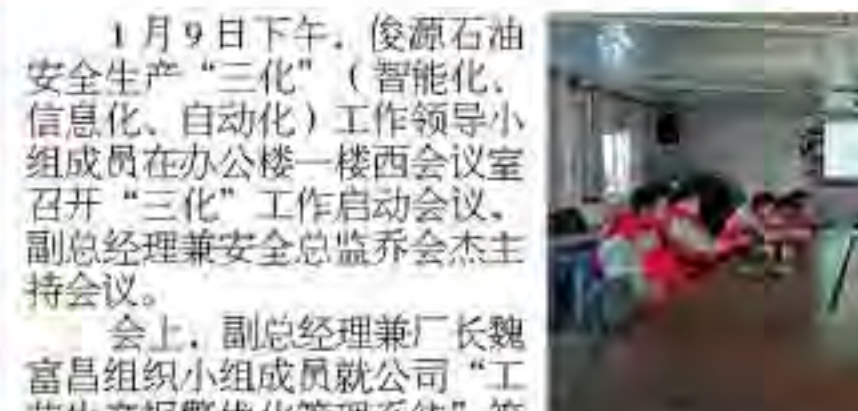 1月9日下午，俊源石油
安全生产“三化”（智能化、
信息化、自动化）工作领导小
组成员在办公楼一楼西会议室
召开“三化”工作启动会议，
副总经理兼安全总监乔会杰主
持会议。
会上，副总经理兼厂长魏
富昌组织小组成员就公司“工